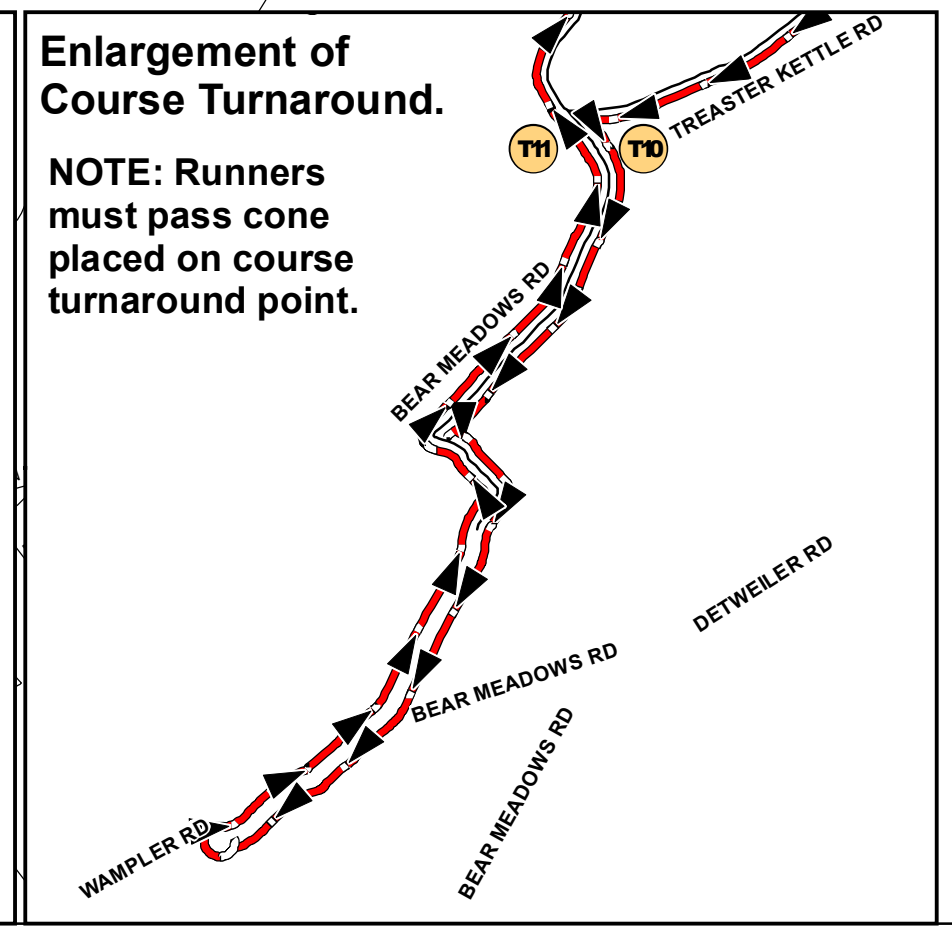 Enlargement of
Course Turnaround.
NOTE: Runners
must pass cone
placed on course
turnaround point.
TREASTER KETTLE RD
T11
T10
BEAR MEADOWS RD
DETWEILER RD
BEAR MEADOWS RD
BEAR MEADOWS RD
WAMPLER RD